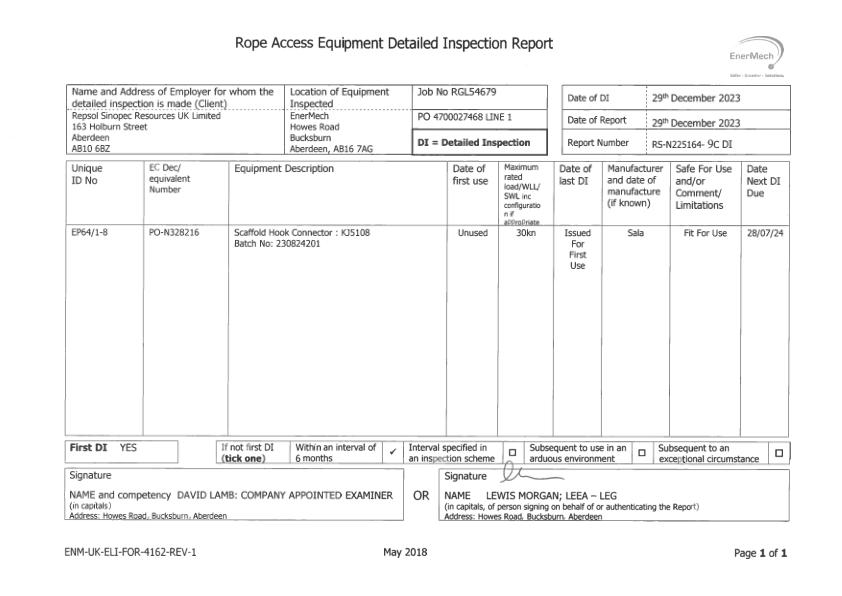 Rope Access Equipment Detailed Inspection Report
EnerMech
Name and Address of Employer for whom the
detailed inspection is made (Client)
Repsol Sinopec Resources UK Limited
163 Holburn Street
Aberdeen
AB10 6BZ
Location of Equipment
Inspected
EnerMech
Howes Road
Bucksburn
Aberdeen, AB16 7AG
Job No RGL54679
PO 4700027468 LINE 1
DI = Detailed Inspection
Date of DI
29th December 2023
Date of Report
29th December 2023
Report Number
RS-N225164- 9C DI
Unique
ID No
EC Dec/
equivalent
Number
Equipment Description
Date of
first use
Maximum
rated
load/WLL/
SWL inc
configuratio
n if
appropriate
Date of
last DI
Manufacturer
and date of
manufacture
(if known)
Safe For Use
and/or
Comment/
Limitations
Date
Next DI
Due
EP64/1-8
PO-N328216
Scaffold Hook Connector : KJ5108
Batch No: 230824201
Unused
30kn
Issued
For
First
Use
Sala
Fit For Use
28/07/24
First DI YES
If not first DI
(tick one)
Within an interval of
6 months
✓
Interval specified in
an inspection scheme
☐
Subsequent to use in an
arduous environment
☐
Subsequent to an
exceptional circumstance
☐
Signature
NAME and competency DAVID LAMB: COMPANY APPOINTED EXAMINER
(in capitals)
Address: Howes Road, Bucksburn, Aberdeen
OR
Signature
NAME LEWIS MORGAN; LEEA – LEG
(in capitals, of person signing on behalf of or authenticating the Report)
Address: Howes Road, Bucksburn, Aberdeen
ENM-UK-ELI-FOR-4162-REV-1
May 2018
Page 1 of 1